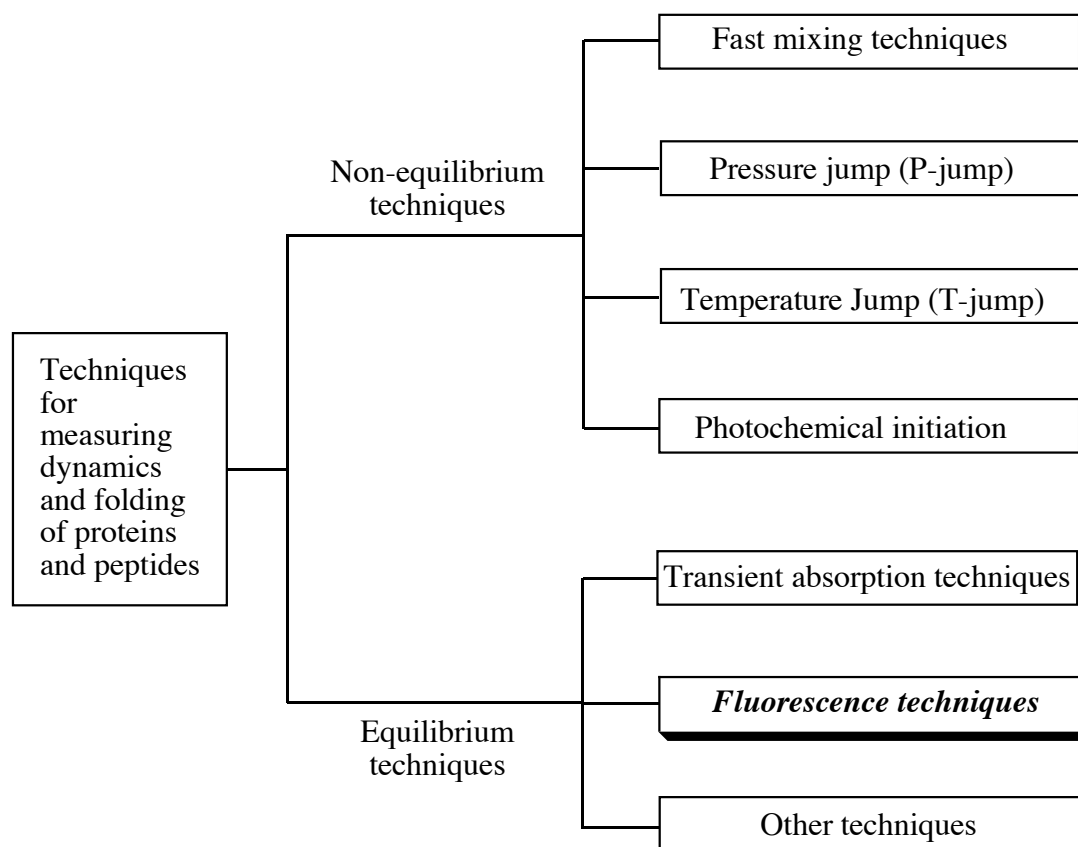 Fast mixing techniques
Non-equilibrium
techniques
Pressure jump (P-jump)
Temperature Jump (T-jump)
Techniques
for
measuring
dynamics
and folding
of proteins
and peptides
Photochemical initiation
Transient absorption techniques
Fluorescence techniques
Equilibrium
techniques
Other techniques